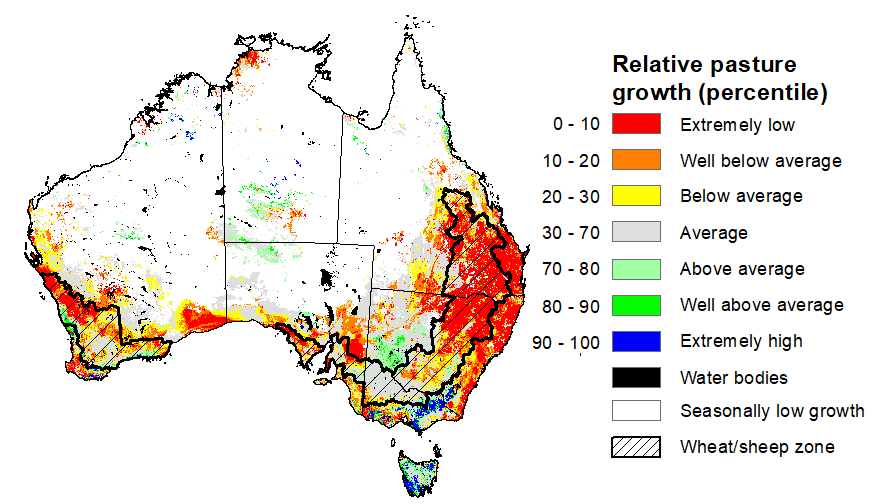 Relative pasture
growth (percentile)
0 - 10 Extremely low
10 - 20 Well below average
20 - 30 Below average
30 - 70 Average
70 - 80 Above average
80 - 90 Well above average
90 - 100 Extremely high
Water bodies
Seasonally low growth
Wheat/sheep zone